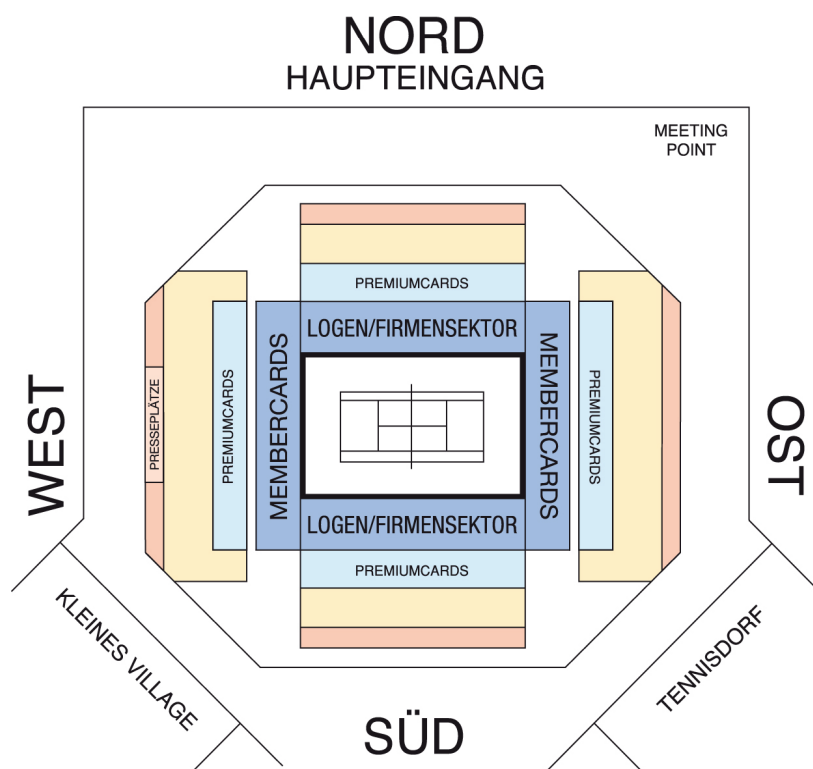 NORD
HAUPTEINGANG
MEETING
POINT
PREMIUMCARDS
LOGEN/FIRMENSEKTOR
WEST
PRESSEPLÄTZE
PREMIUMCARDS
MEMBERCARDS
MEMBERCARDS
PREMIUMCARDS
OST
LOGEN/FIRMENSEKTOR
PREMIUMCARDS
KLEINES VILLAGE
TENNISDORF
SÜD